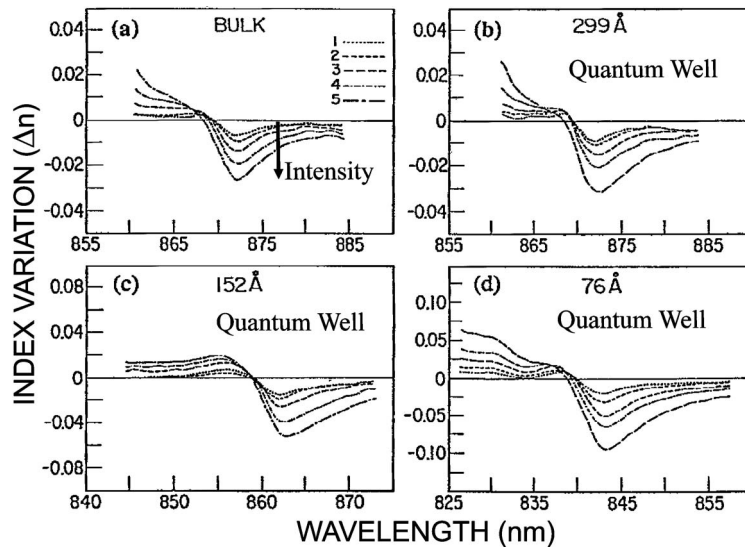 (a) BULK
1
2
3
4
5
Intensity
0.04
0.02
0
-0.02
-0.04
855 865 875 885
(b) 299Å
Quantum Well
0.04
0.02
0
-0.02
-0.04
855 865 875 885
(c) 152Å
Quantum Well
0.08
0.04
0
-0.04
-0.08
840 850 860 870
(d) 76Å
Quantum Well
0.10
0.05
0
-0.05
-0.10
825 835 845 855
INDEX VARIATION (Δn)
WAVELENGTH (nm)